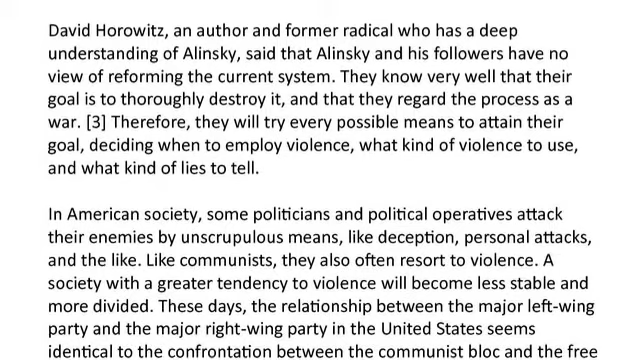 David Horowitz, an author and former radical who has a deep
understanding of Alinsky, said that Alinsky and his followers have no
view of reforming the current system. They know very well that their
goal is to thoroughly destroy it, and that they regard the process as a
war. [3] Therefore, they will try every possible means to attain their
goal, deciding when to employ violence, what kind of violence to use,
and what kind of lies to tell.
In American society, some politicians and political operatives attack
their enemies by unscrupulous means, like deception, personal attacks,
and the like. Like communists, they also often resort to violence. A
society with a greater tendency to violence will become less stable and
more divided. These days, the relationship between the major left-wing
party and the major right-wing party in the United States seems
identical to the confrontation between the communist bloc and the free